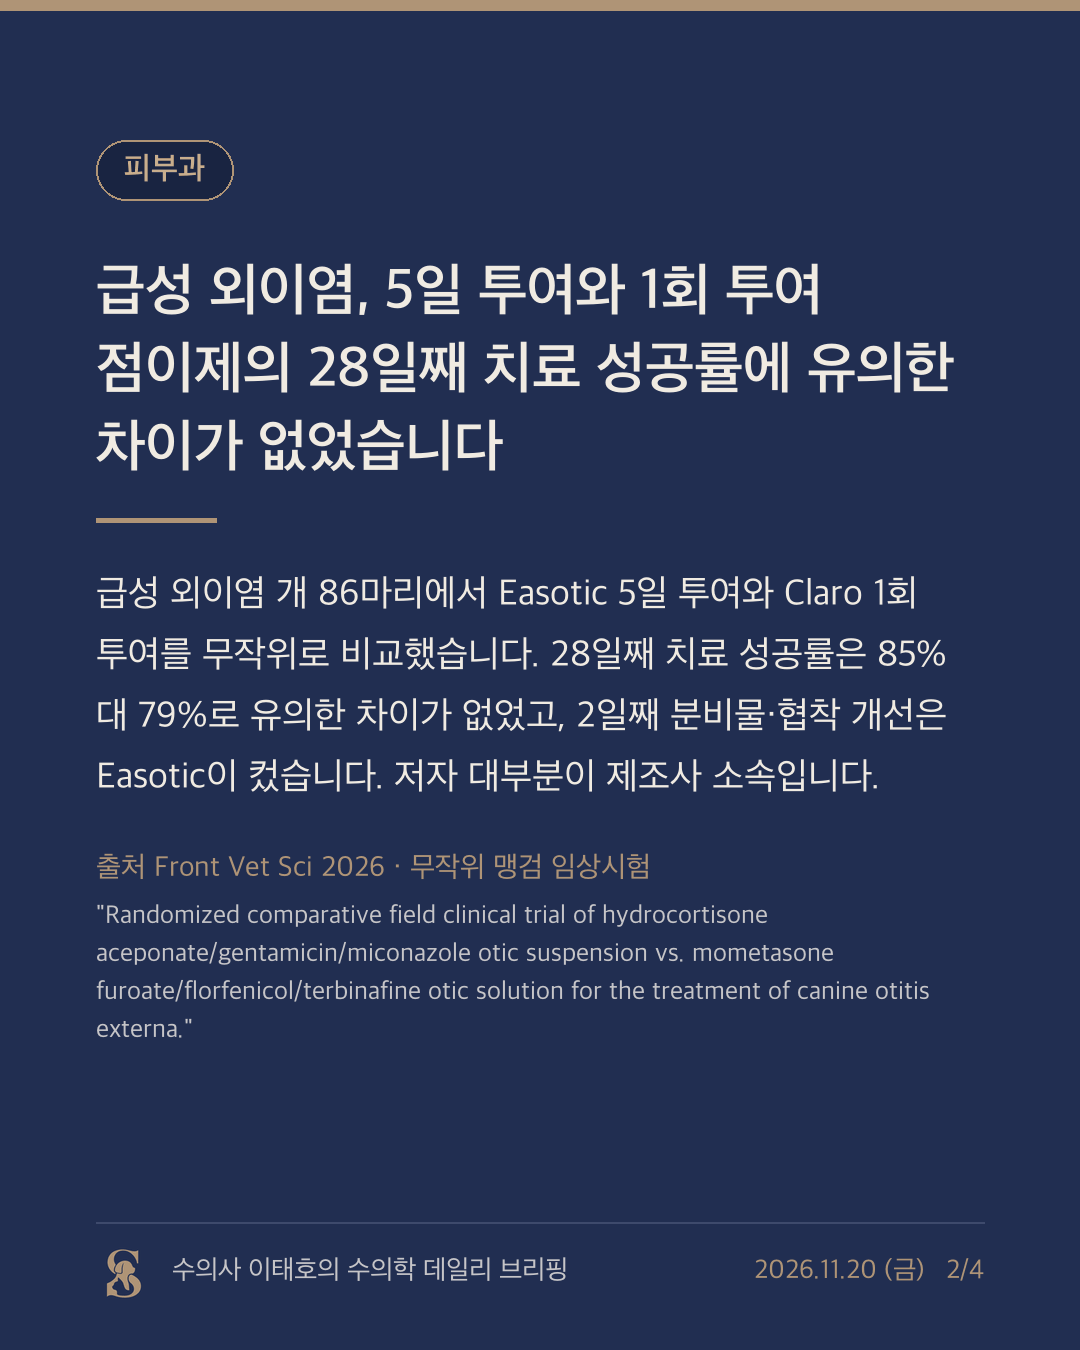 피부과
급성 외이염, 5일 투여와 1회 투여
점이제의 28일째 치료 성공률에 유의한
차이가 없었습니다
급성 외이염 개 86마리에서 Easotic 5일 투여와 Claro 1회
투여를 무작위로 비교했습니다. 28일째 치료 성공률은 85%
대 79%로 유의한 차이가 없었고, 2일째 분비물·협착 개선은
Easotic이 컸습니다. 저자 대부분이 제조사 소속입니다.
출처 Front Vet Sci 2026 · 무작위 맹검 임상시험
"Randomized comparative field clinical trial of hydrocortisone
aceponate/gentamicin/miconazole otic suspension vs. mometasone
furoate/florfenicol/terbinafine otic solution for the treatment of canine otitis
externa."
S 수의사 이태호의 수의학 데일리 브리핑 2026.11.20 (금) 2/4